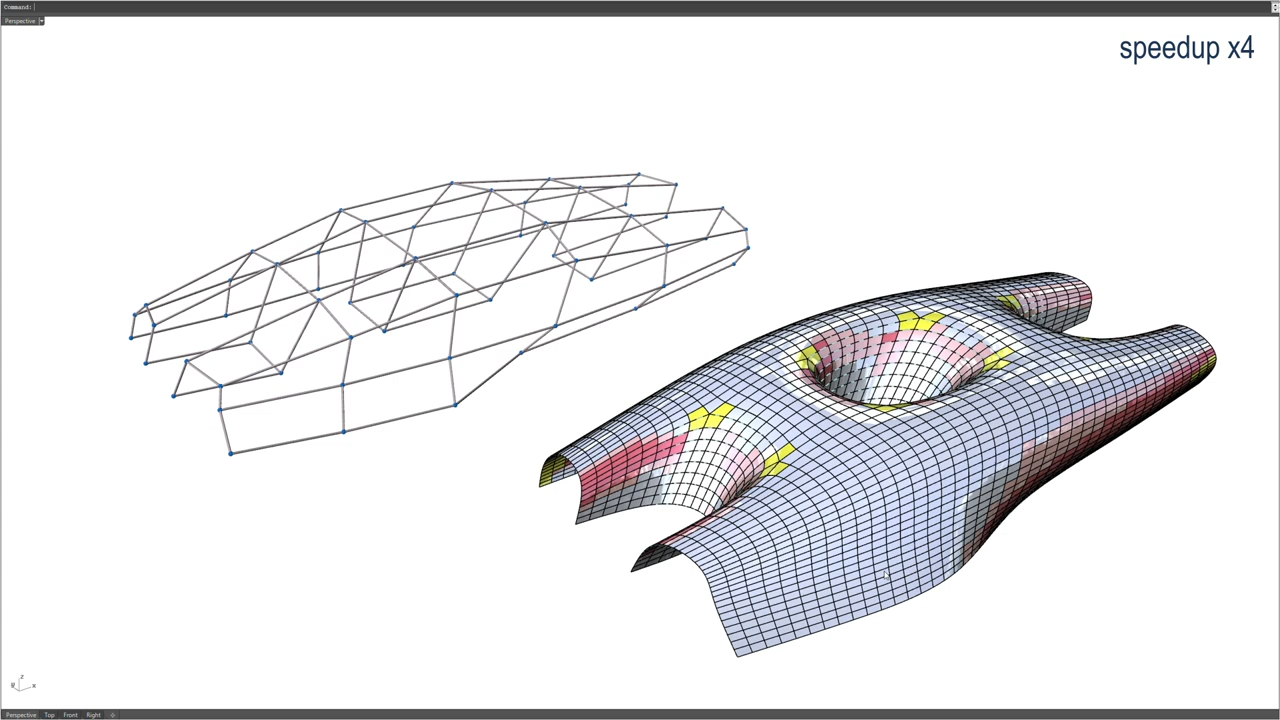 Command:
Perspective
speedup x4
z
x
Perspective Top Front Right